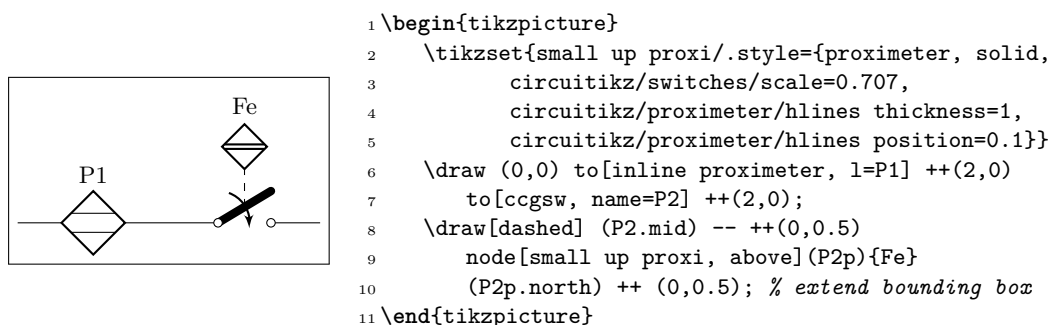 P1
Fe
1 \begin{tikzpicture}
2 \tikzset{small up proxi/.style={proximeter, solid,
3 circuitikz/switches/scale=0.707,
4 circuitikz/proximeter/hlines thickness=1,
5 circuitikz/proximeter/hlines position=0.1}}
6 \draw (0,0) to[inline proximeter, l=P1] ++(2,0)
7 to[ccgsw, name=P2] ++(2,0);
8 \draw[dashed] (P2.mid) -- ++(0,0.5)
9 node[small up proxi, above](P2p){Fe}
10 (P2p.north) ++ (0,0.5); % extend bounding box
11 \end{tikzpicture}